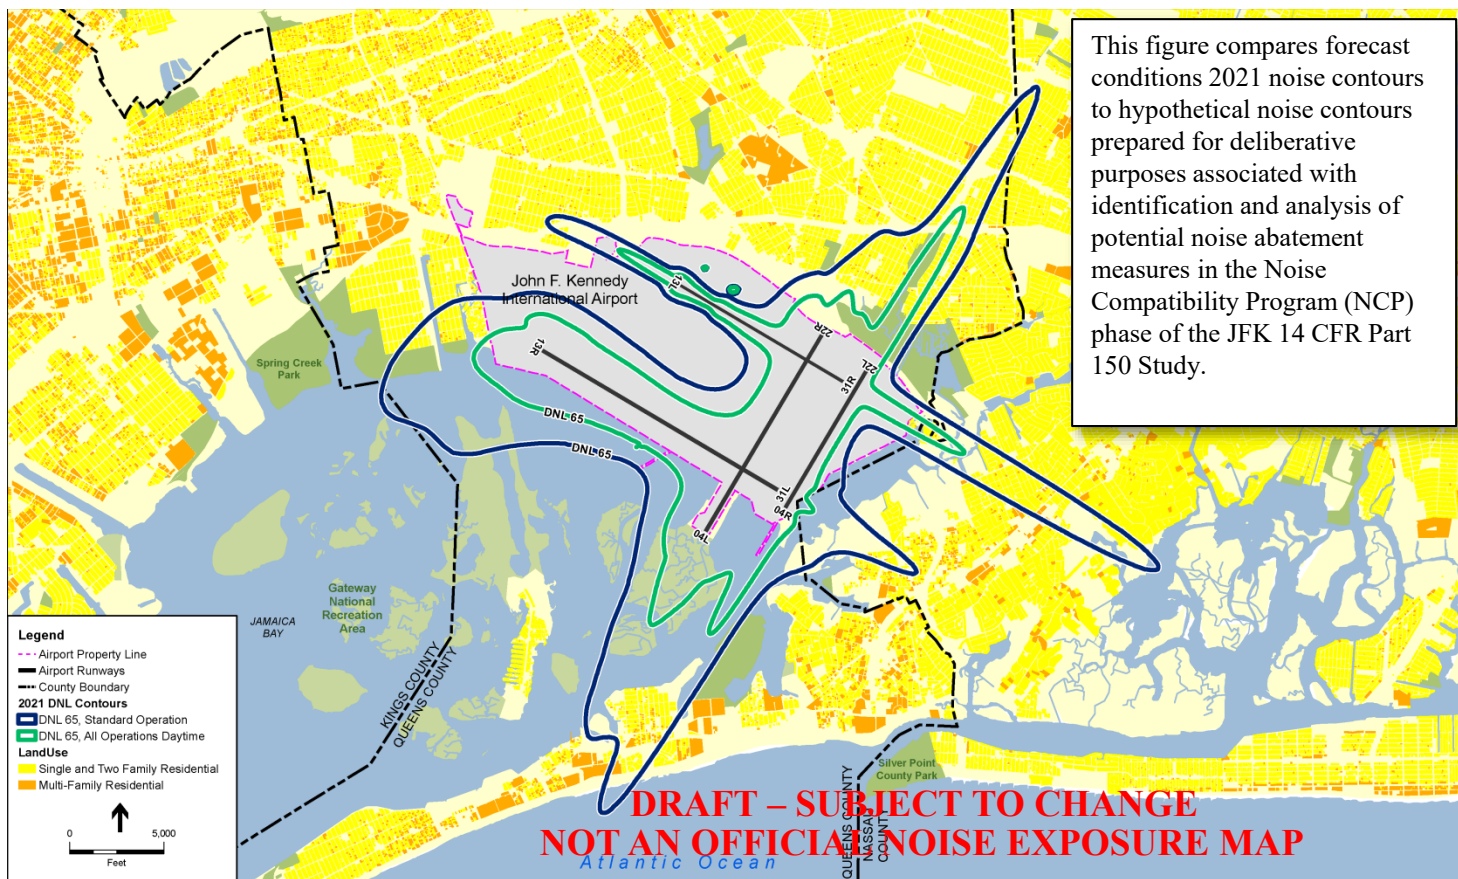 This figure compares forecast
conditions 2021 noise contours
to hypothetical noise contours
prepared for deliberative
purposes associated with
identification and analysis of
potential noise abatement
measures in the Noise
Compatibility Program (NCP)
phase of the JFK 14 CFR Part
150 Study.
John F. Kennedy
International Airport
13L
22R
22L
31R
13R
31L
04R
04L
DNL 65
DNL 65
Spring Creek
Park
Gateway
National
Recreation
Area
JAMAICA
BAY
KINGS COUNTY
QUEENS COUNTY
Silver Point
County Park
QUEENS COUNTY
NASSAU
COUNTY
Atlantic Ocean
DRAFT – SUBJECT TO CHANGE
NOT AN OFFICIAL NOISE EXPOSURE MAP
Legend
Airport Property Line
Airport Runways
County Boundary
2021 DNL Contours
DNL 65, Standard Operation
DNL 65, All Operations Daytime
LandUse
Single and Two Family Residential
Multi-Family Residential
0 5,000
Feet